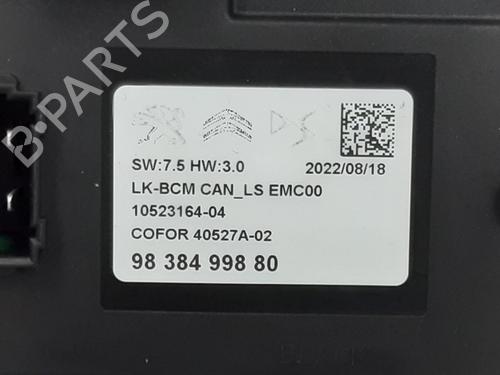 B-PARTS
DS
SW:7.5 HW:3.0 2022/08/18
LK-BCM CAN_LS EMC00
10523164-04
COFOR 40527A-02
98 384 998 80